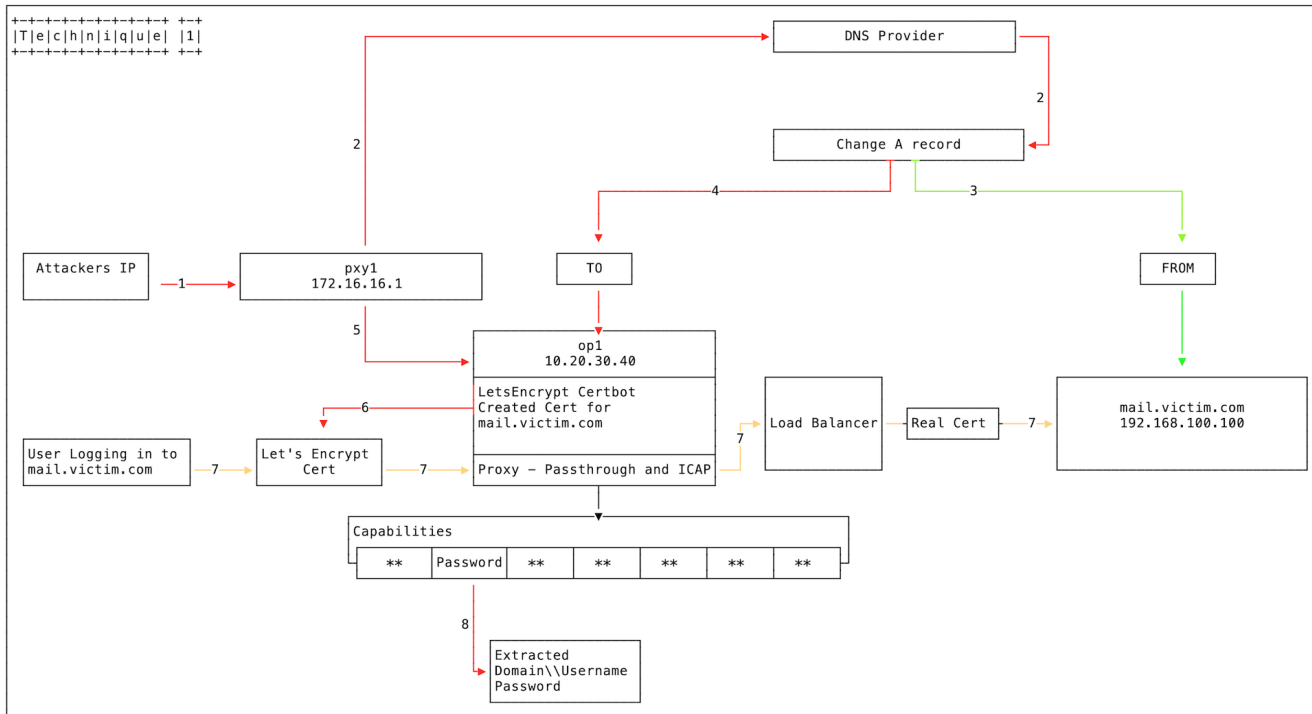 +-+-+-+-+-+-+-+-+-+ +-+
|T|e|c|h|n|i|q|u|e| |1|
+-+-+-+-+-+-+-+-+-+ +-+
DNS Provider
2
2
Change A record
4
3
Attackers IP
1
pxy1
172.16.16.1
TO
FROM
5
op1
10.20.30.40
LetsEncrypt Certbot
Created Cert for
mail.victim.com
6
Load Balancer
Real Cert
7
mail.victim.com
192.168.100.100
User Logging in to
mail.victim.com
7
Let's Encrypt
Cert
7
Proxy – Passthrough and ICAP
7
Capabilities
** Password ** ** ** ** **
8
Extracted
Domain\\Username
Password